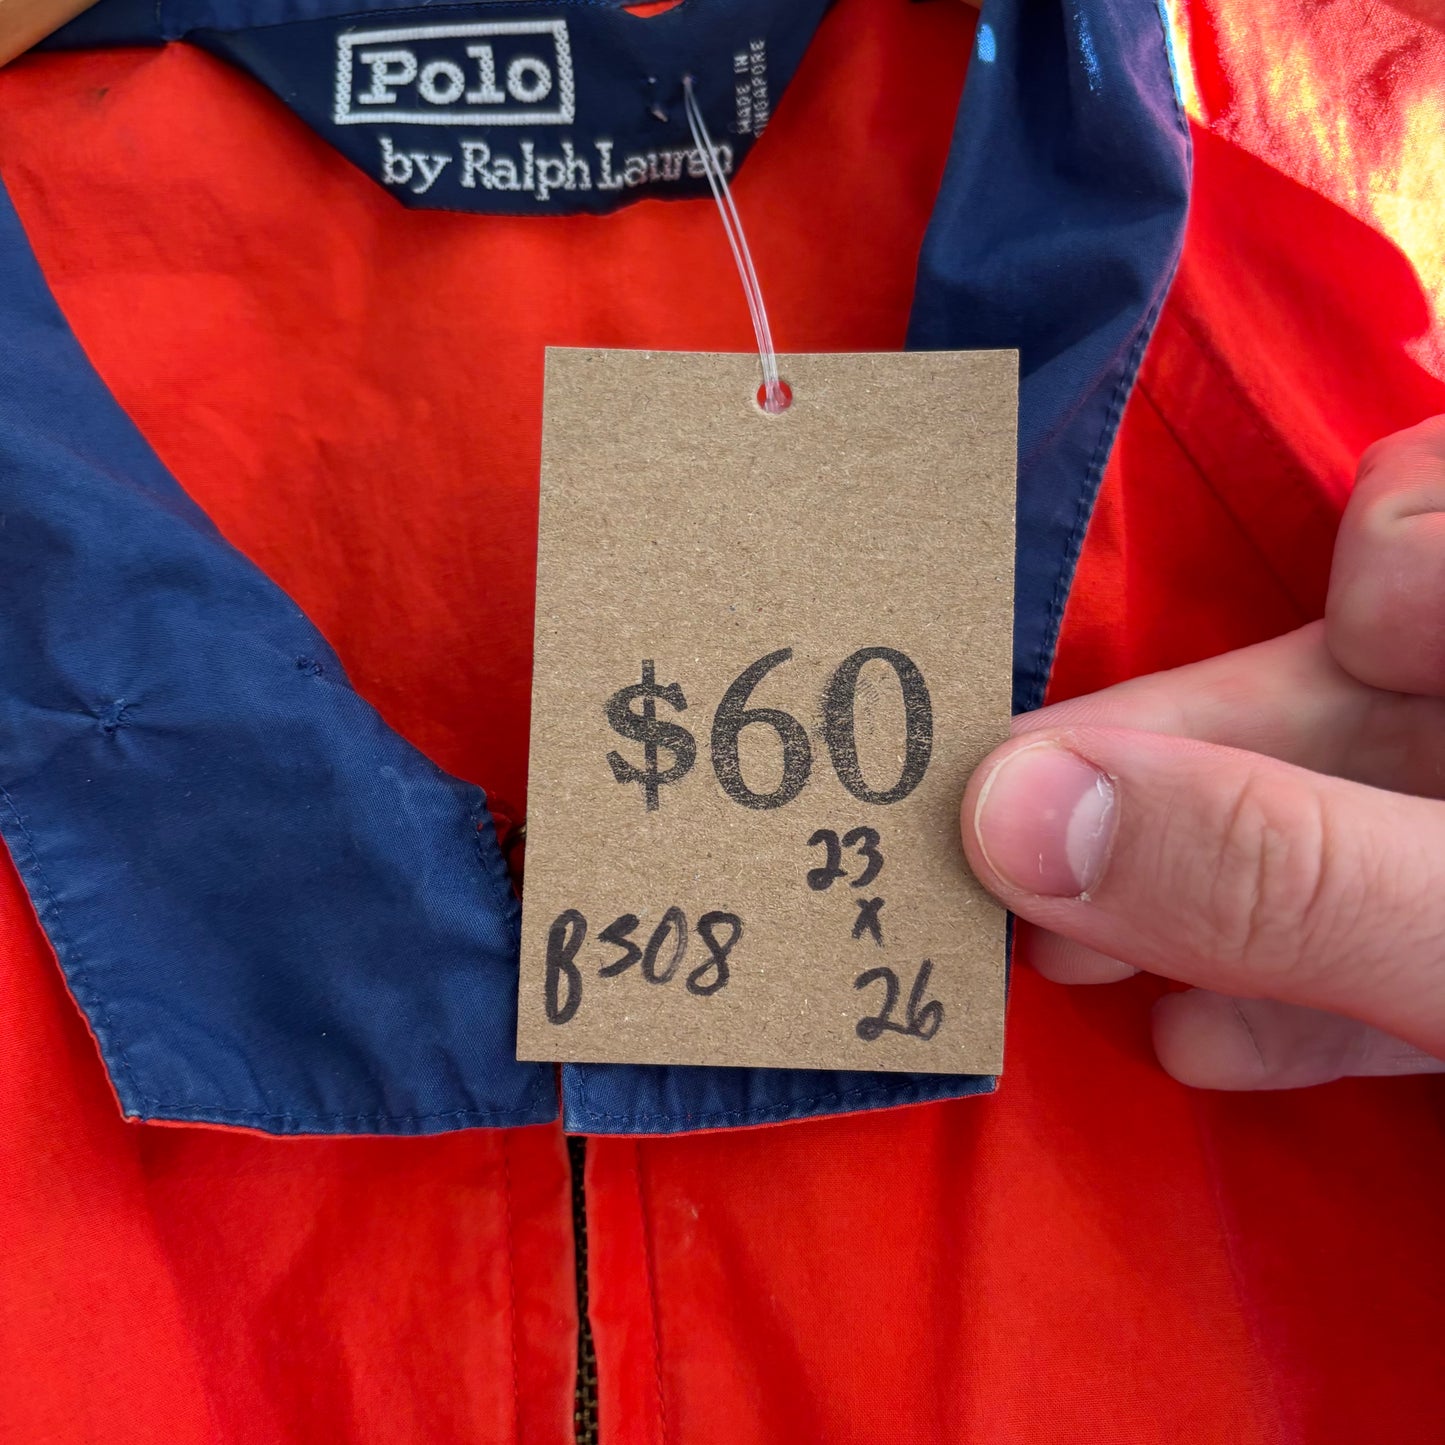 Polo
by Ralph Lauren
MADE IN
SINGAPORE
$60
23
x
26
B508